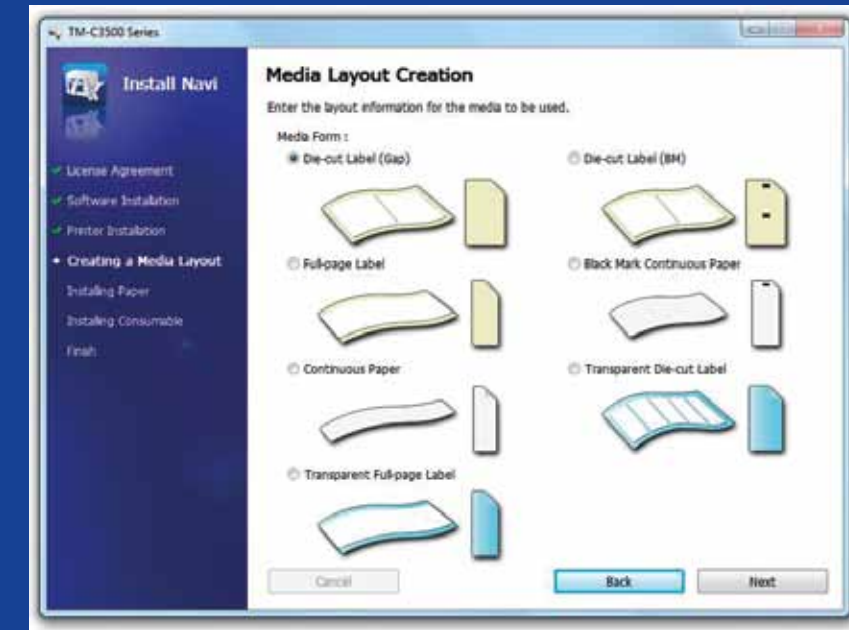 TM-C3500 Series
Install Navi
License Agreement
Software Installation
Printer Installation
Creating a Media Layout
Installing Paper
Installing Consumable
Finish
Media Layout Creation
Enter the layout information for the media to be used.
Media Form :
Die-cut Label (Gap)
Die-cut Label (BM)
Full-page Label
Black Mark Continuous Paper
Continuous Paper
Transparent Die-cut Label
Transparent Full-page Label
Cancel
Back
Next